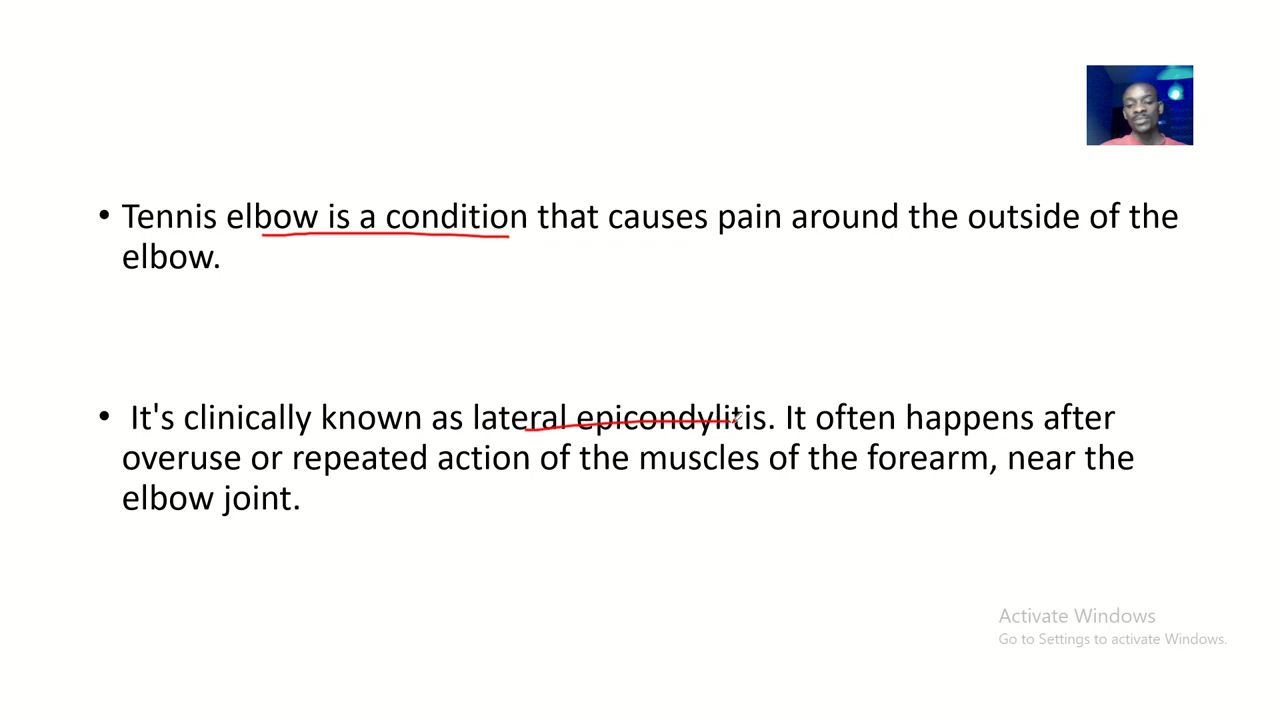 • Tennis elbow is a condition that causes pain around the outside of the
elbow.
• It's clinically known as lateral epicondylitis. It often happens after
overuse or repeated action of the muscles of the forearm, near the
elbow joint.
Activate Windows
Go to Settings to activate Windows.